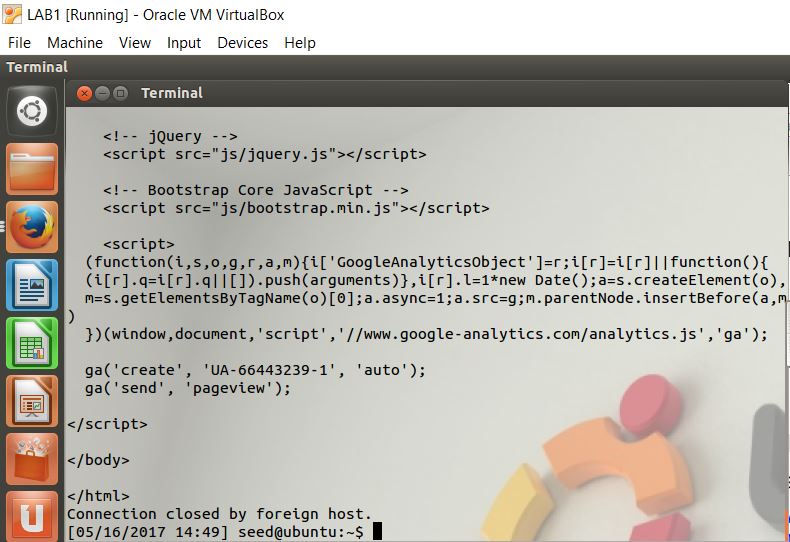 LAB1 [Running] - Oracle VM VirtualBox
File Machine View Input Devices Help
Terminal
Terminal
<!-- jQuery -->
<script src="js/jquery.js"></script>
<!-- Bootstrap Core JavaScript -->
<script src="js/bootstrap.min.js"></script>
<script>
(function(i,s,o,g,r,a,m){i['GoogleAnalyticsObject']=r;i[r]=i[r]||function(){
(i[r].q=i[r].q||[]).push(arguments)},i[r].l=1*new Date();a=s.createElement(o),
m=s.getElementsByTagName(o)[0];a.async=1;a.src=g;m.parentNode.insertBefore(a,m
)
})(window,document,'script','//www.google-analytics.com/analytics.js','ga');
ga('create', 'UA-66443239-1', 'auto');
ga('send', 'pageview');
</script>
</body>
</html>
Connection closed by foreign host.
[05/16/2017 14:49] seed@ubuntu:~$